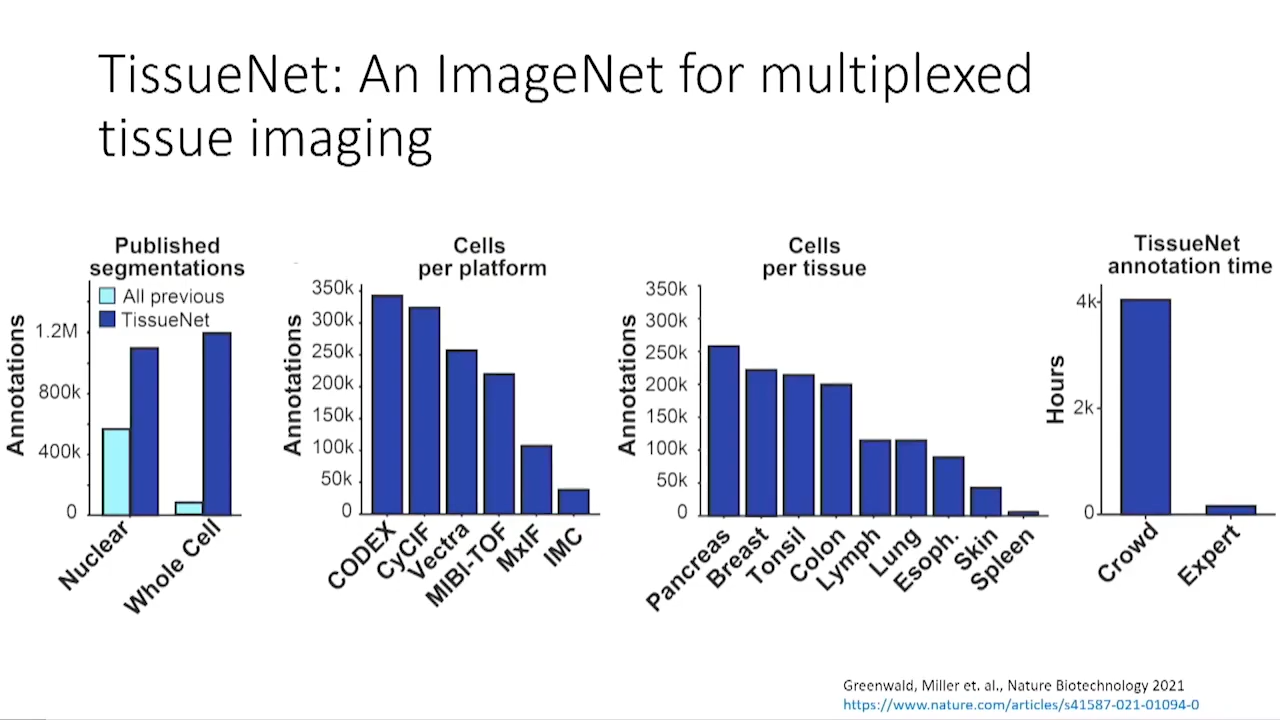 TissueNet: An ImageNet for multiplexed
tissue imaging
Published
segmentations
All previous
TissueNet
Annotations
1.2M
800k
400k
0
Nuclear
Whole Cell
Cells
per platform
Annotations
350k
300k
250k
200k
150k
100k
50k
0
CODEX
CyCIF
Vectra
MIBI-TOF
MxIF
IMC
Cells
per tissue
Annotations
350k
300k
250k
200k
150k
100k
50k
0
Pancreas
Breast
Tonsil
Colon
Lymph
Lung
Esoph.
Skin
Spleen
TissueNet
annotation time
Hours
4k
2k
0
Crowd
Expert
Greenwald, Miller et. al., Nature Biotechnology 2021
https://www.nature.com/articles/s41587-021-01094-0